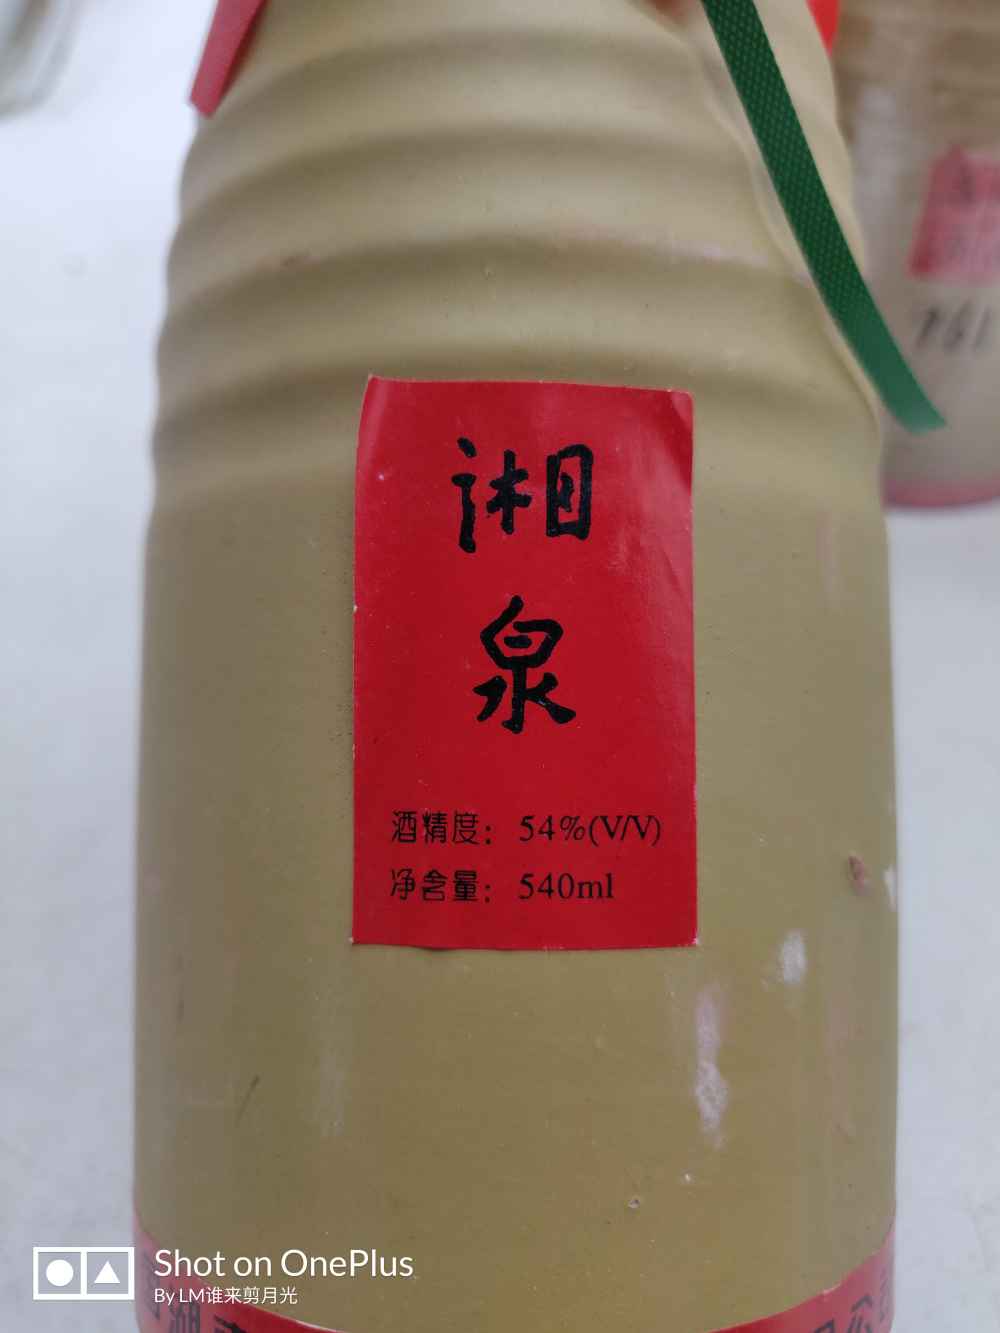 湘
泉
酒精度：54%(V/V)
净含量：540ml
761
Shot on OnePlus
By LM谁来剪月光